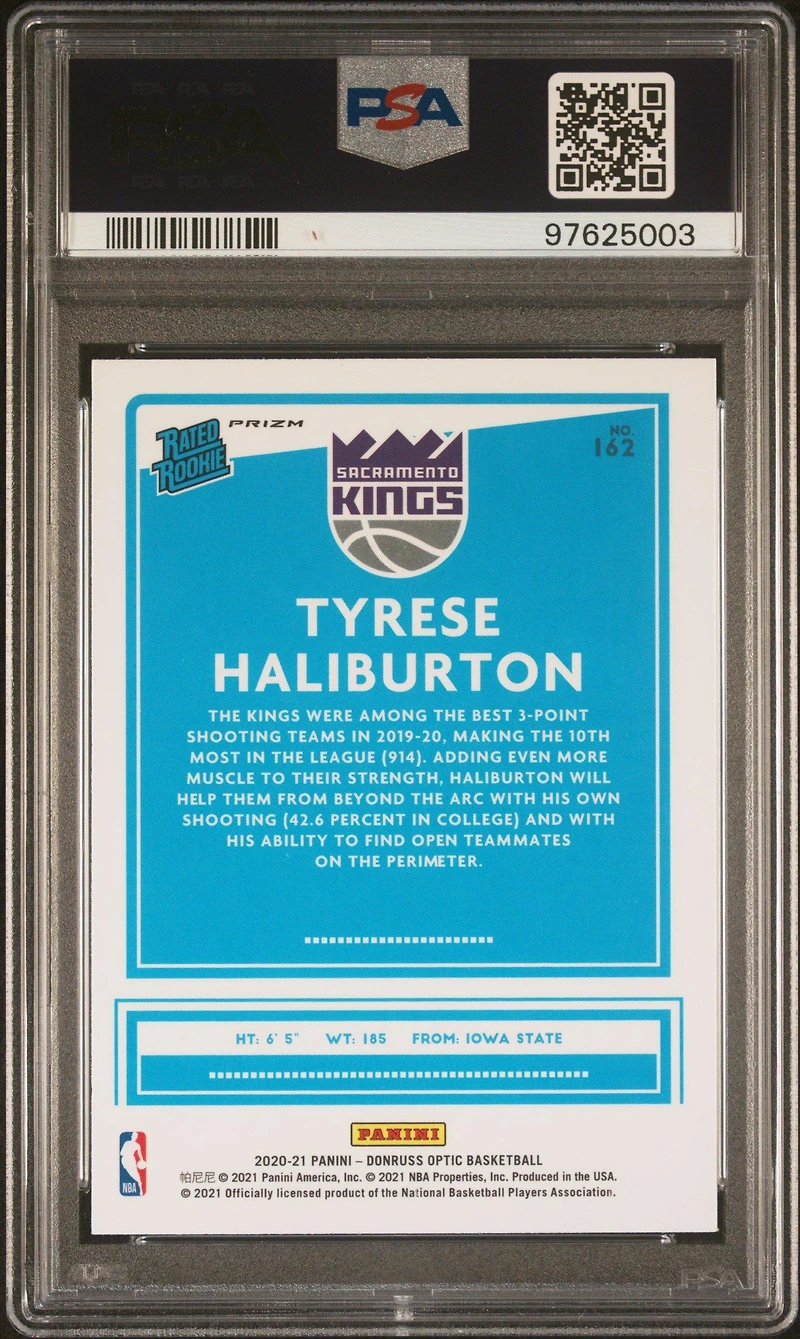 PSA
97625003
RATED
ROOKIE
PRIZM
NO.
162
SACRAMENTO
KINGS
TYRESE
HALIBURTON
THE KINGS WERE AMONG THE BEST 3-POINT
SHOOTING TEAMS IN 2019-20, MAKING THE 10TH
MOST IN THE LEAGUE (914). ADDING EVEN MORE
MUSCLE TO THEIR STRENGTH, HALIBURTON WILL
HELP THEM FROM BEYOND THE ARC WITH HIS OWN
SHOOTING (42.6 PERCENT IN COLLEGE) AND WITH
HIS ABILITY TO FIND OPEN TEAMMATES
ON THE PERIMETER.
HT: 6' 5" WT: 185 FROM: IOWA STATE
PANINI
NBA
2020-21 PANINI – DONRUSS OPTIC BASKETBALL
帕尼尼 © 2021 Panini America, Inc. © 2021 NBA Properties, Inc. Produced in the USA.
© 2021 Officially licensed product of the National Basketball Players Association.
PSA